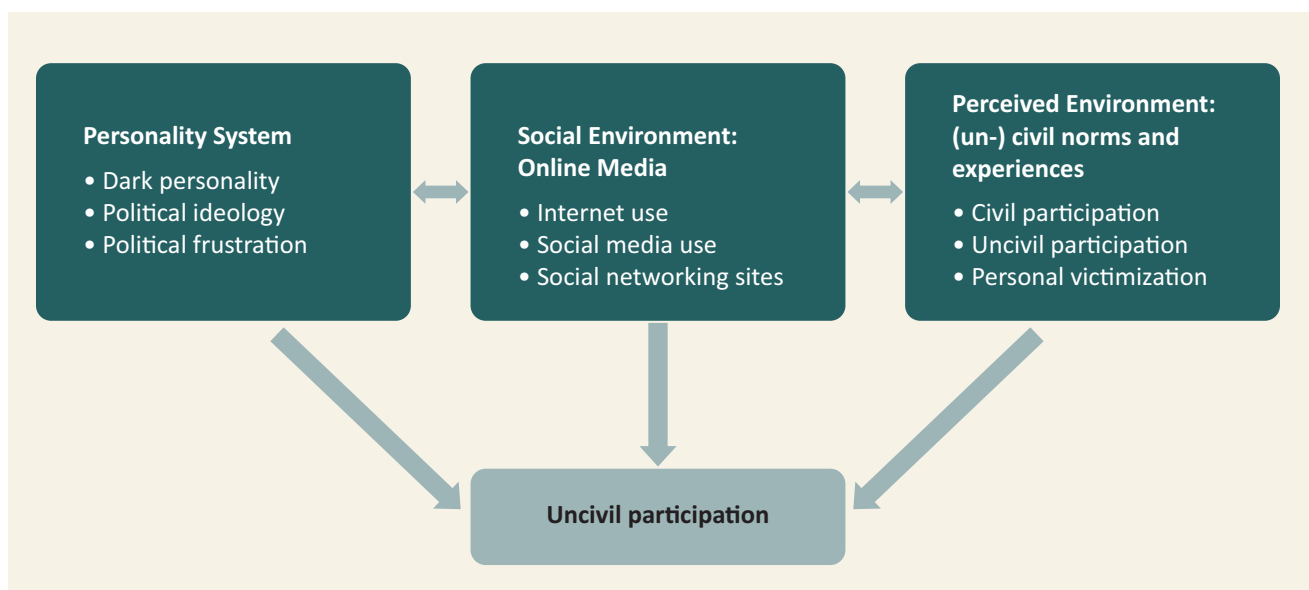 Personality System
• Dark personality
• Political ideology
• Political frustration
Social Environment:
Online Media
• Internet use
• Social media use
• Social networking sites
Perceived Environment:
(un-) civil norms and
experiences
• Civil participation
• Uncivil participation
• Personal victimization
Uncivil participation